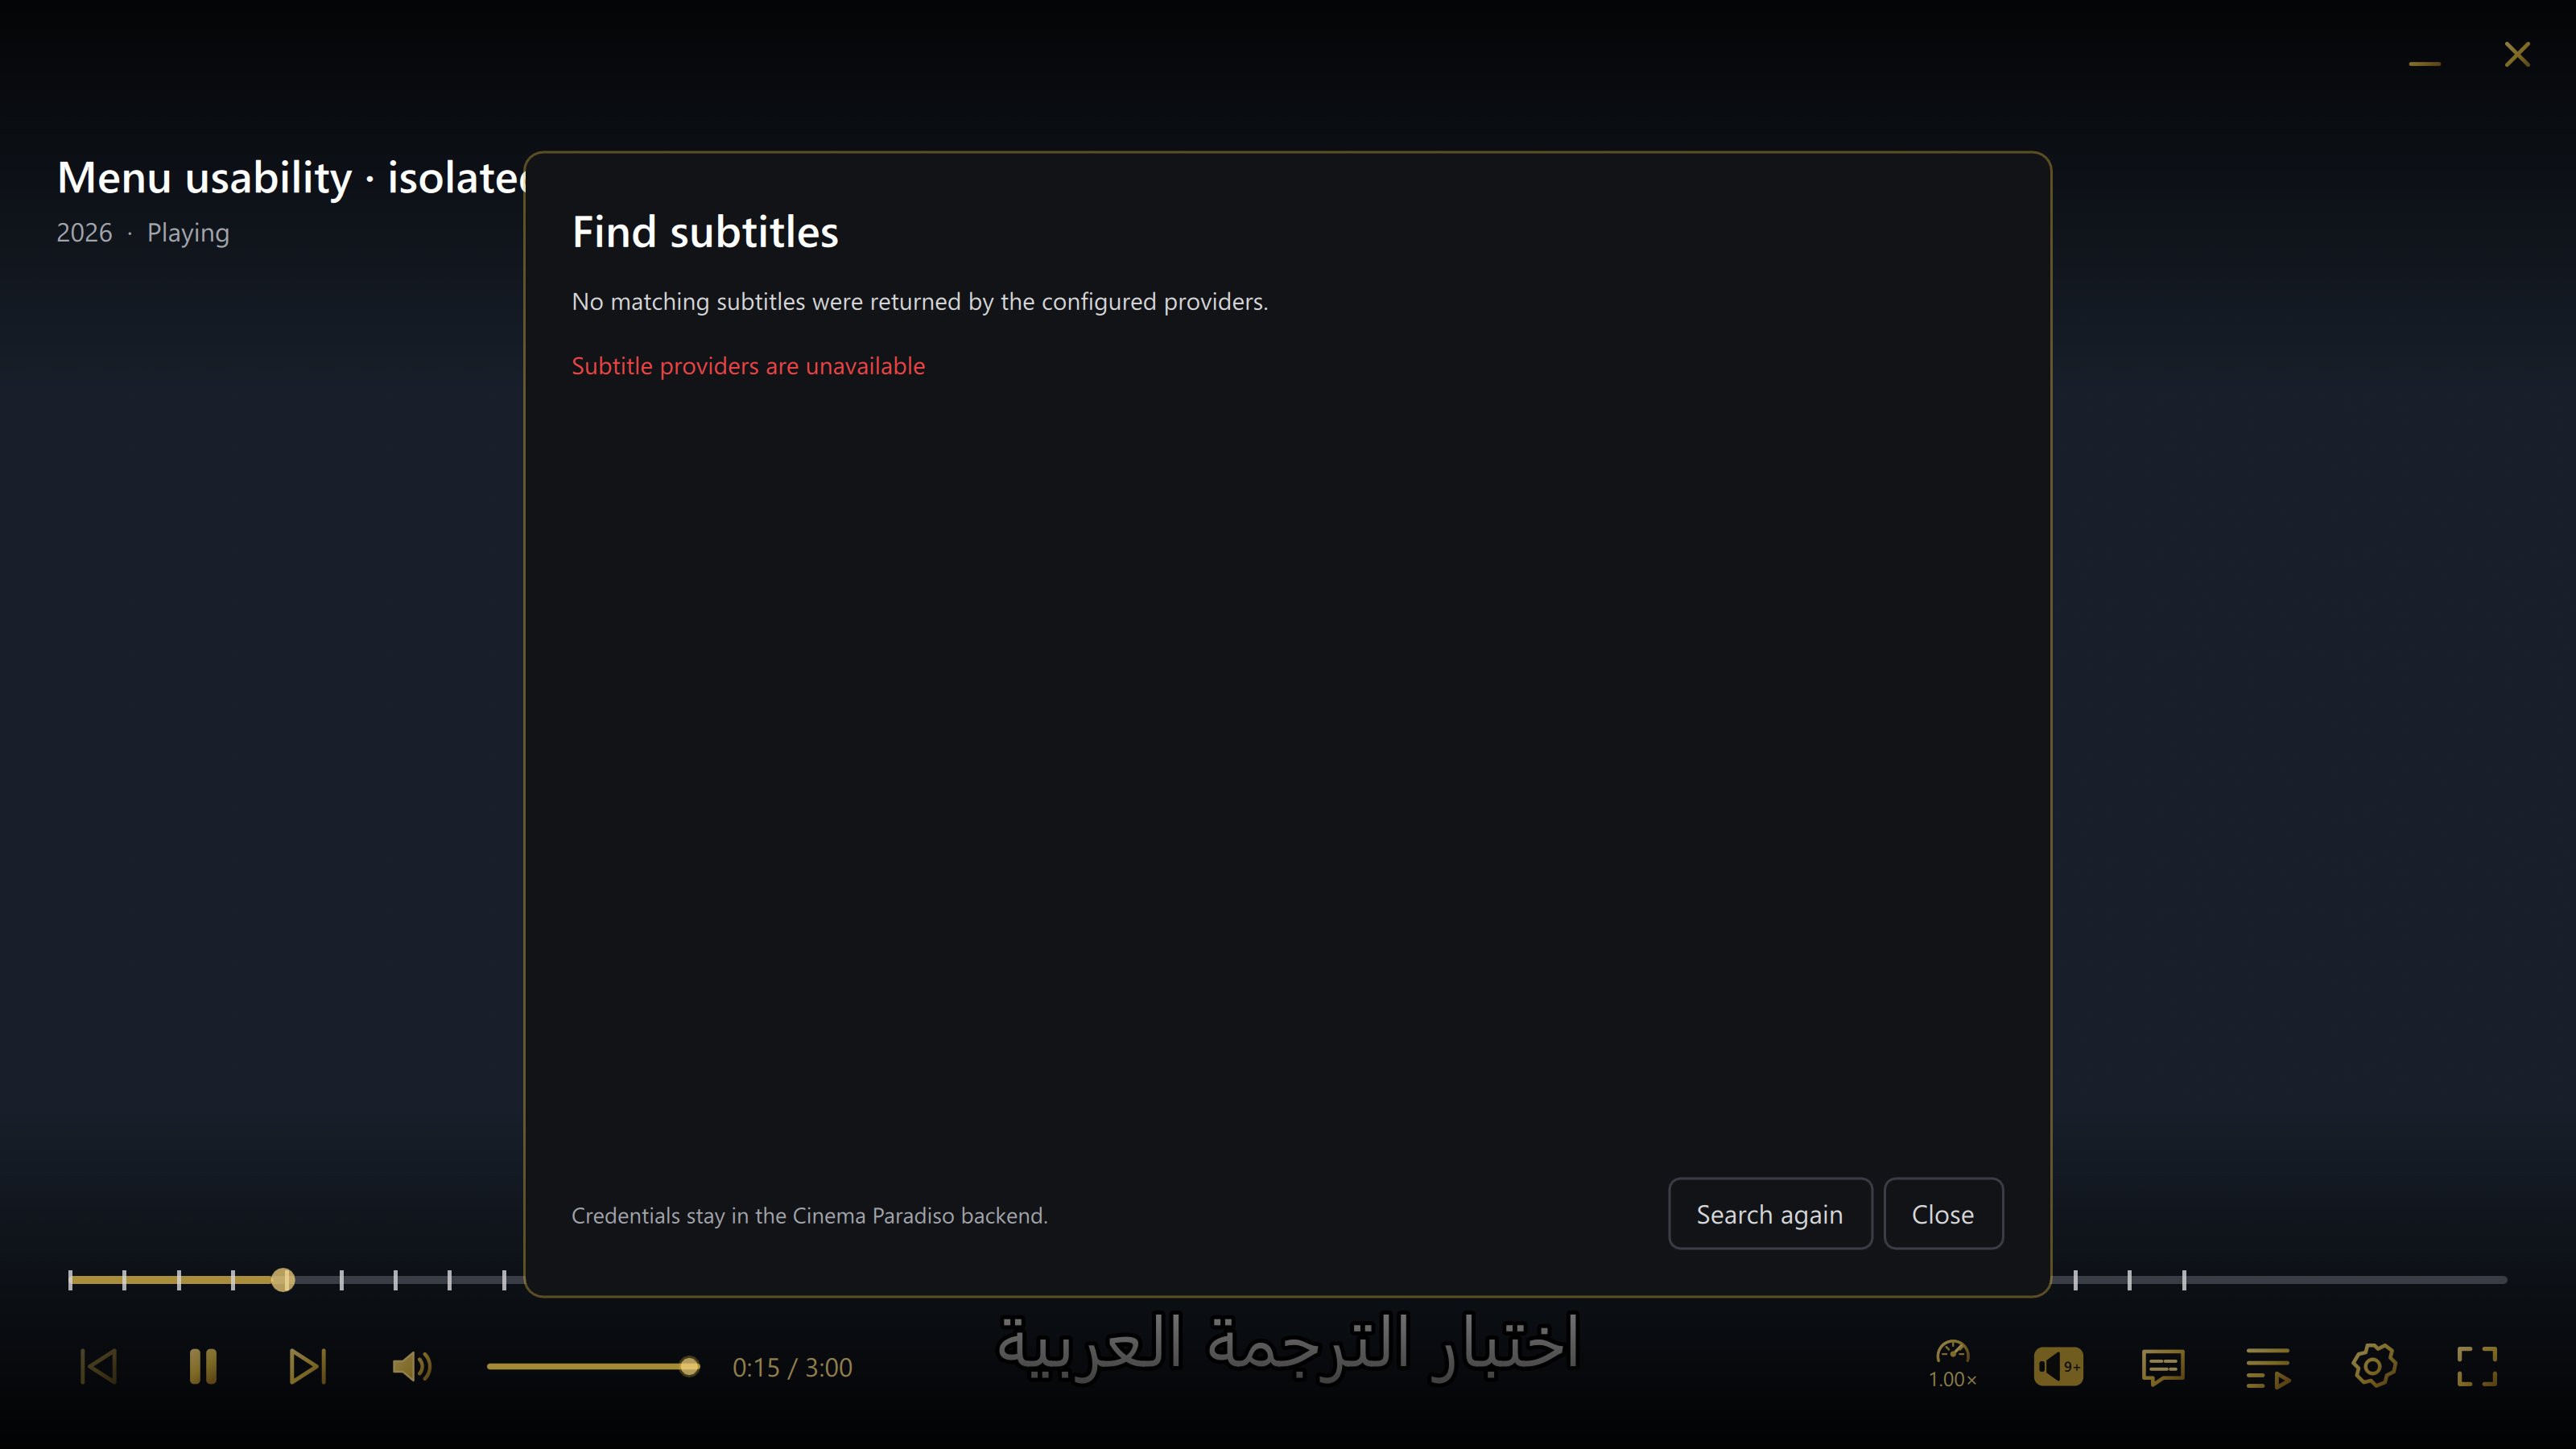 Menu usability · isolated
2026 · Playing
Find subtitles
No matching subtitles were returned by the configured providers.
Subtitle providers are unavailable
Credentials stay in the Cinema Paradiso backend.
Search again
Close
اختبار الترجمة العربية
0:15 / 3:00
1.00×
9+